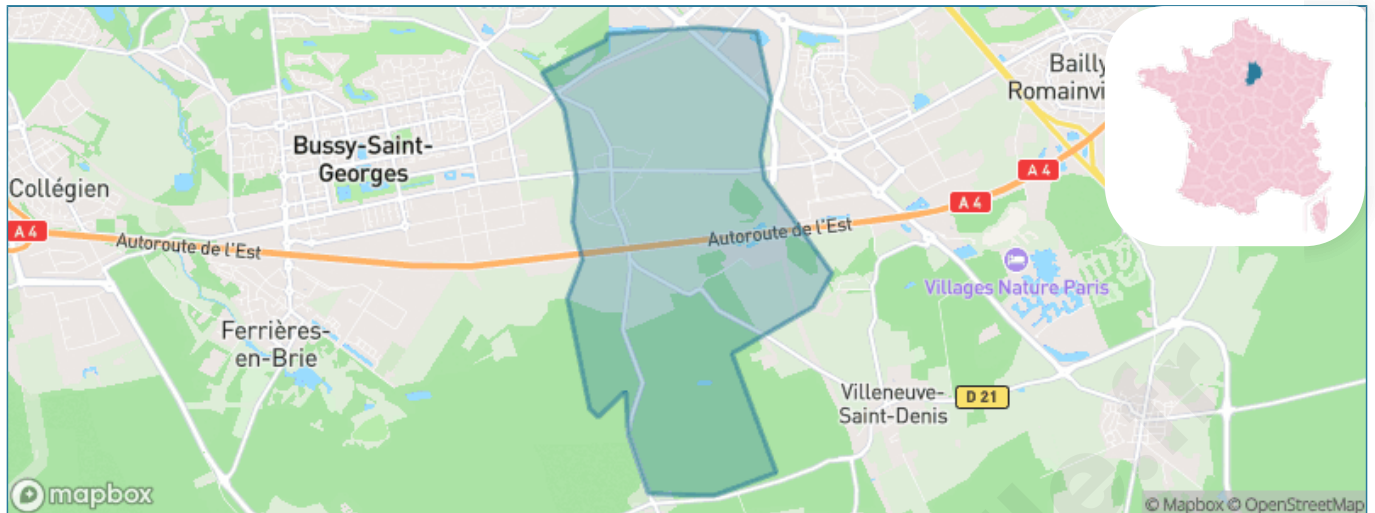 Bailly
Romainvi
Bussy-Saint-
Georges
Collégien
A 4
A 4
A 4
Autoroute de l'Est
Autoroute de l'Est
Villages Nature Paris
Ferrières-
en-Brie
Villeneuve-
Saint-Denis
D 21
mapbox
© Mapbox © OpenStreetMap